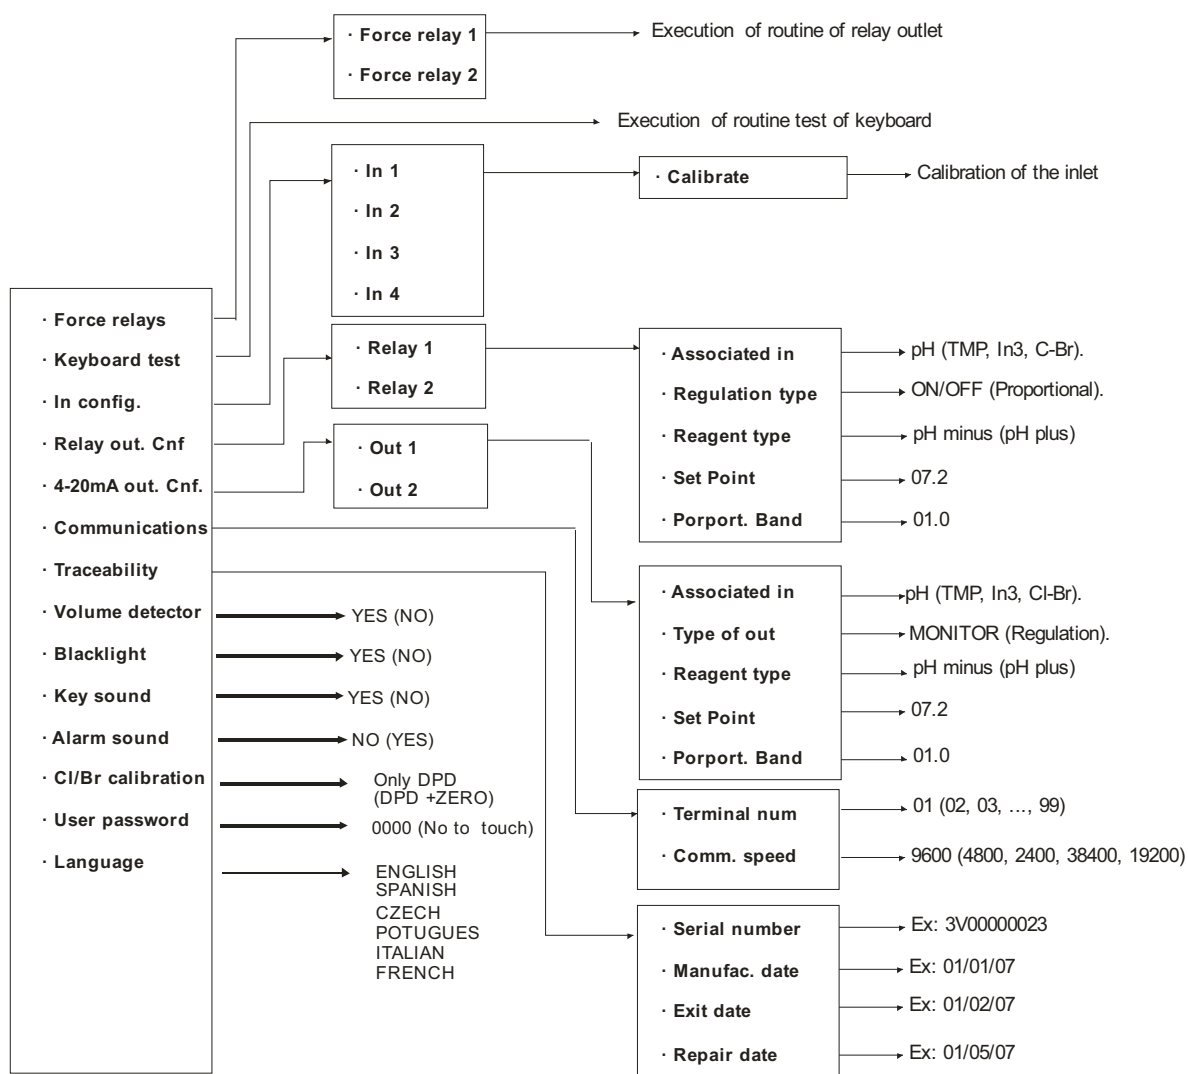 · Force relay 1
Execution of routine of relay outlet
· Force relay 2
Execution of routine test of keyboard
· In 1
· In 2
· In 3
· In 4
· Calibrate
Calibration of the inlet
· Force relays
· Keyboard test
· In config.
· Relay out. Cnf
· 4-20mA out. Cnf.
· Communications
· Traceability
· Volume detector
YES (NO)
· Blacklight
YES (NO)
· Key sound
YES (NO)
· Alarm sound
NO (YES)
· Cl/Br calibration
Only DPD
(DPD +ZERO)
· User password
0000 (No to touch)
· Language
ENGLISH
SPANISH
CZECH
POTUGUES
ITALIAN
FRENCH
· Relay 1
· Relay 2
· Out 1
· Out 2
· Associated in
pH (TMP, In3, C-Br).
· Regulation type
ON/OFF (Proportional).
· Reagent type
pH minus (pH plus)
· Set Point
07.2
· Porport. Band
01.0
· Associated in
pH (TMP, In3, Cl-Br).
· Type of out
MONITOR (Regulation).
· Reagent type
pH minus (pH plus)
· Set Point
07.2
· Porport. Band
01.0
· Terminal num
01 (02, 03, ..., 99)
· Comm. speed
9600 (4800, 2400, 38400, 19200)
· Serial number
Ex: 3V00000023
· Manufac. date
Ex: 01/01/07
· Exit date
Ex: 01/02/07
· Repair date
Ex: 01/05/07